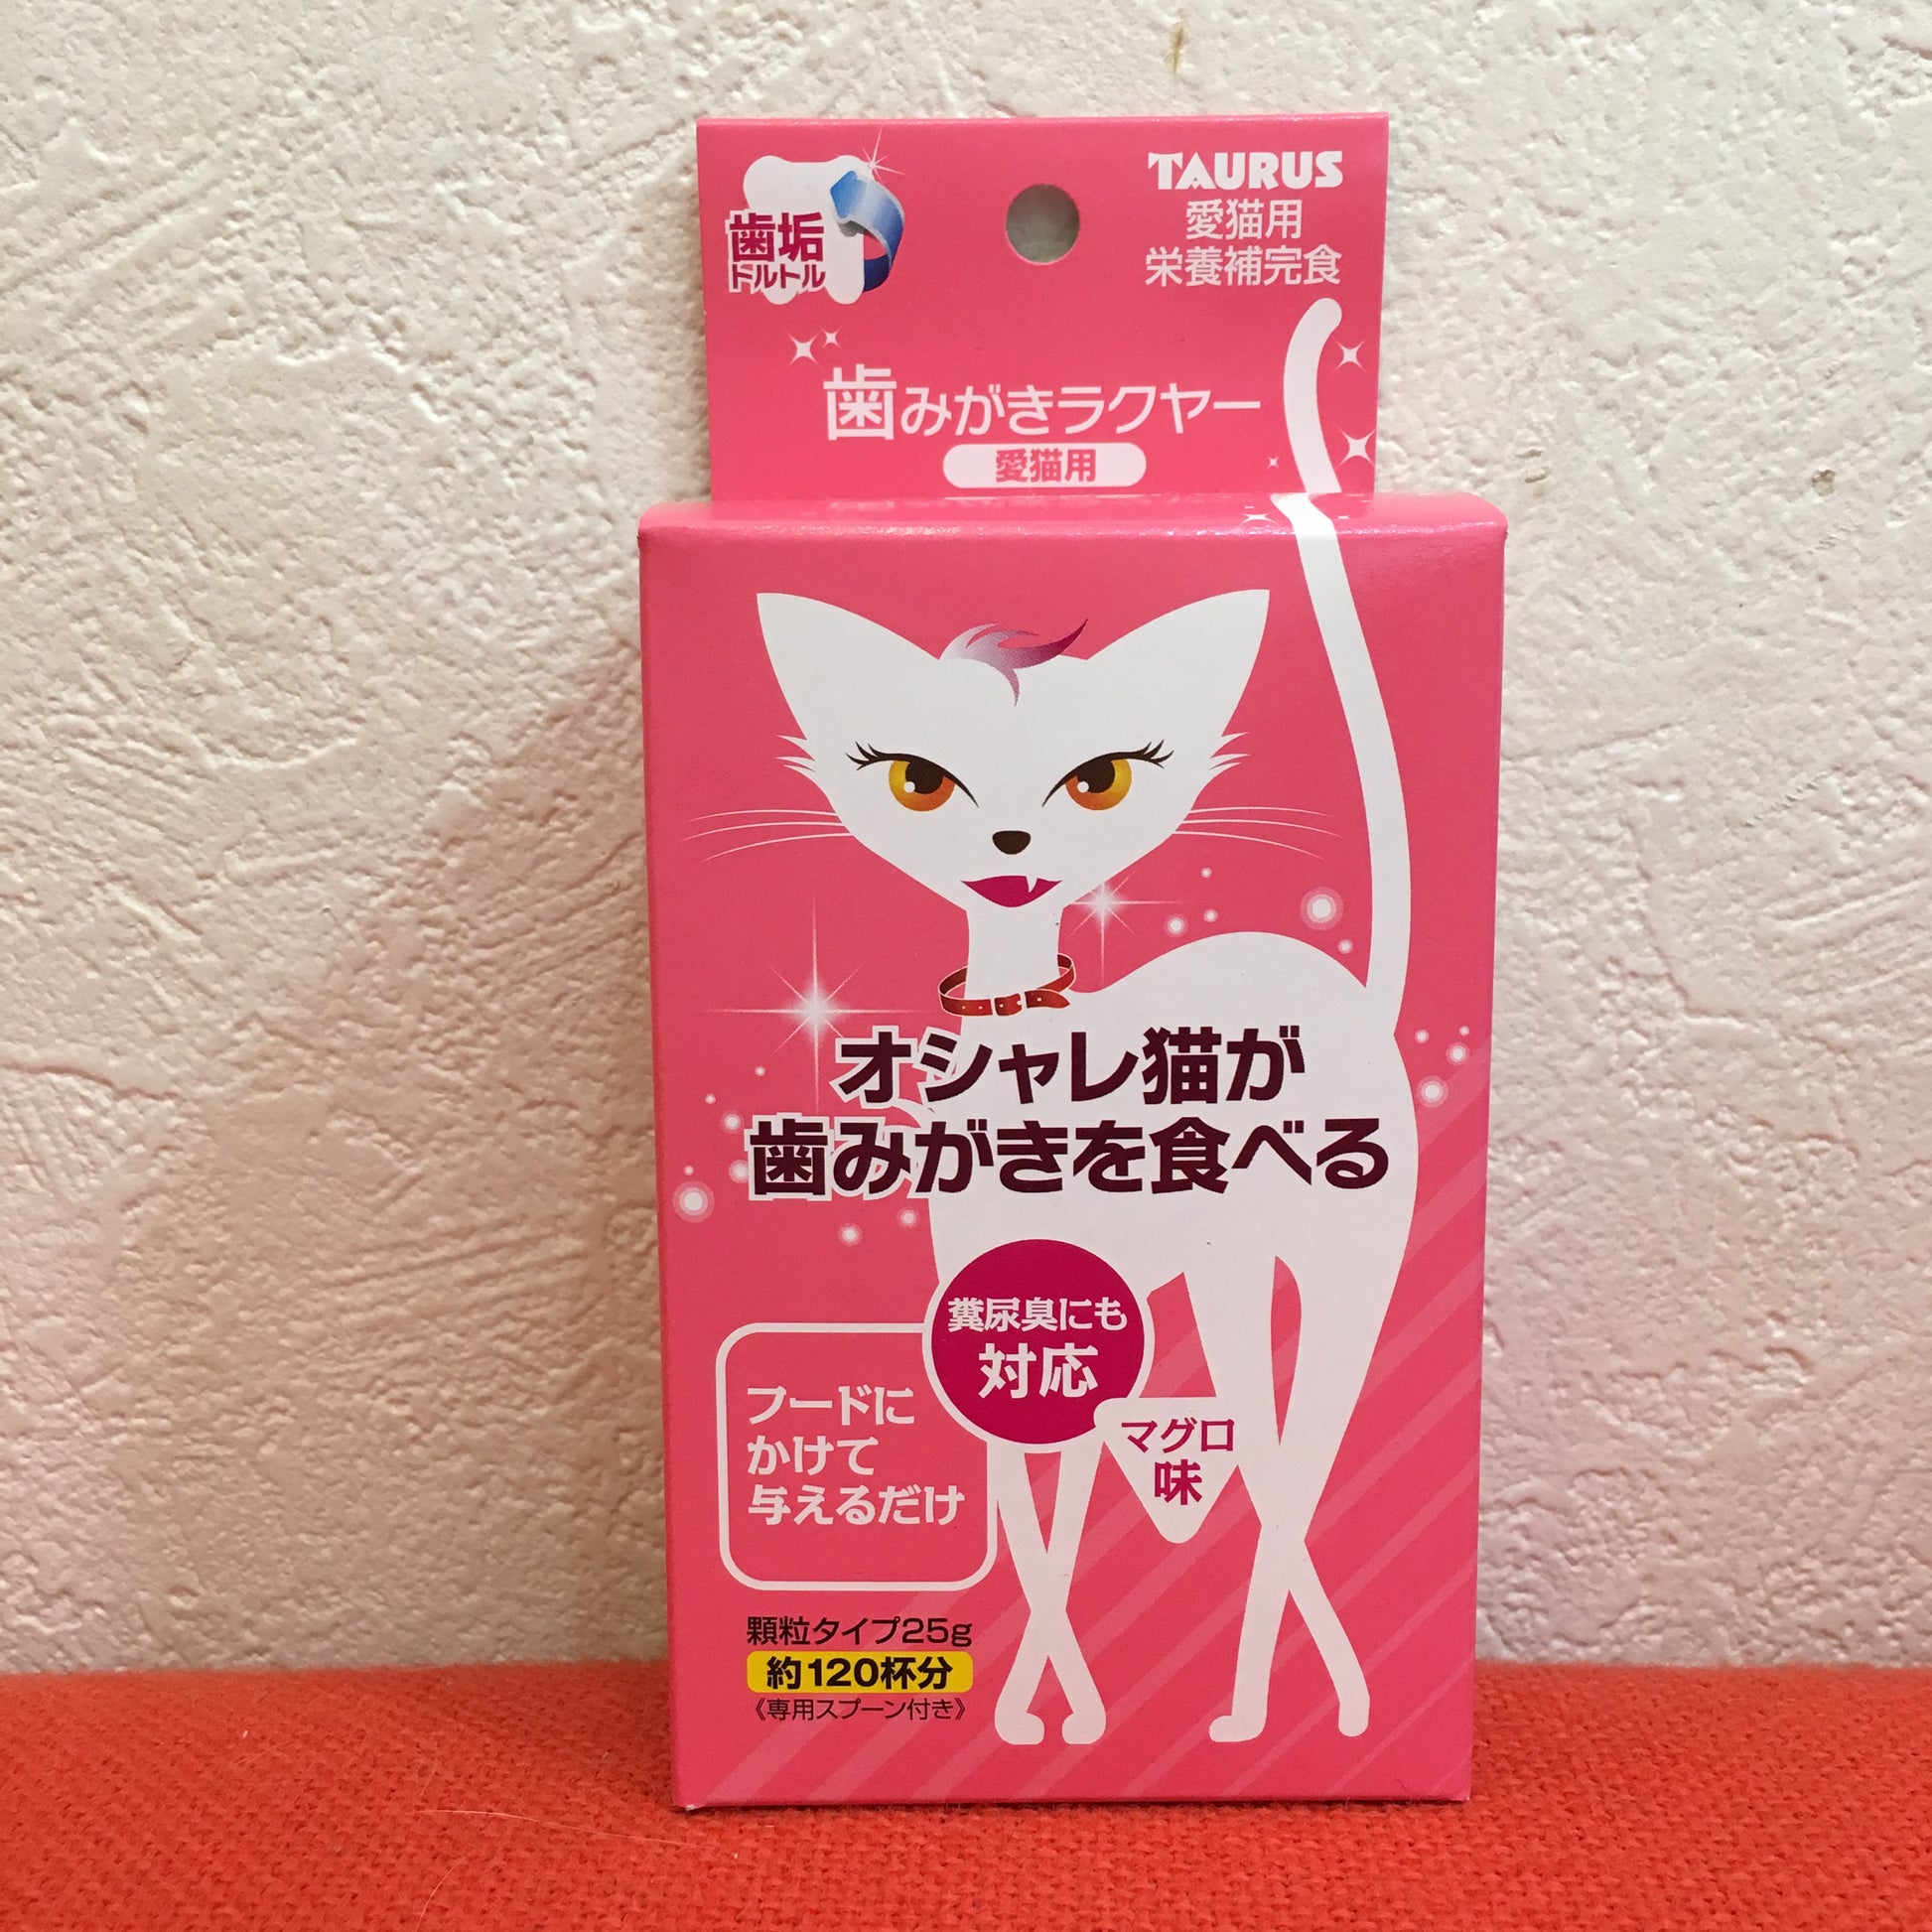 歯垢
ドルトル
TAURUS
愛猫用
栄養補完食
歯みがきラクヤー
愛猫用
オシャレ猫が
歯みがきを食べる
糞尿臭にも
対応
フードに
かけて
与えるだけ
マグロ
味
顆粒タイプ25g
約120杯分
《専用スプーン付き》